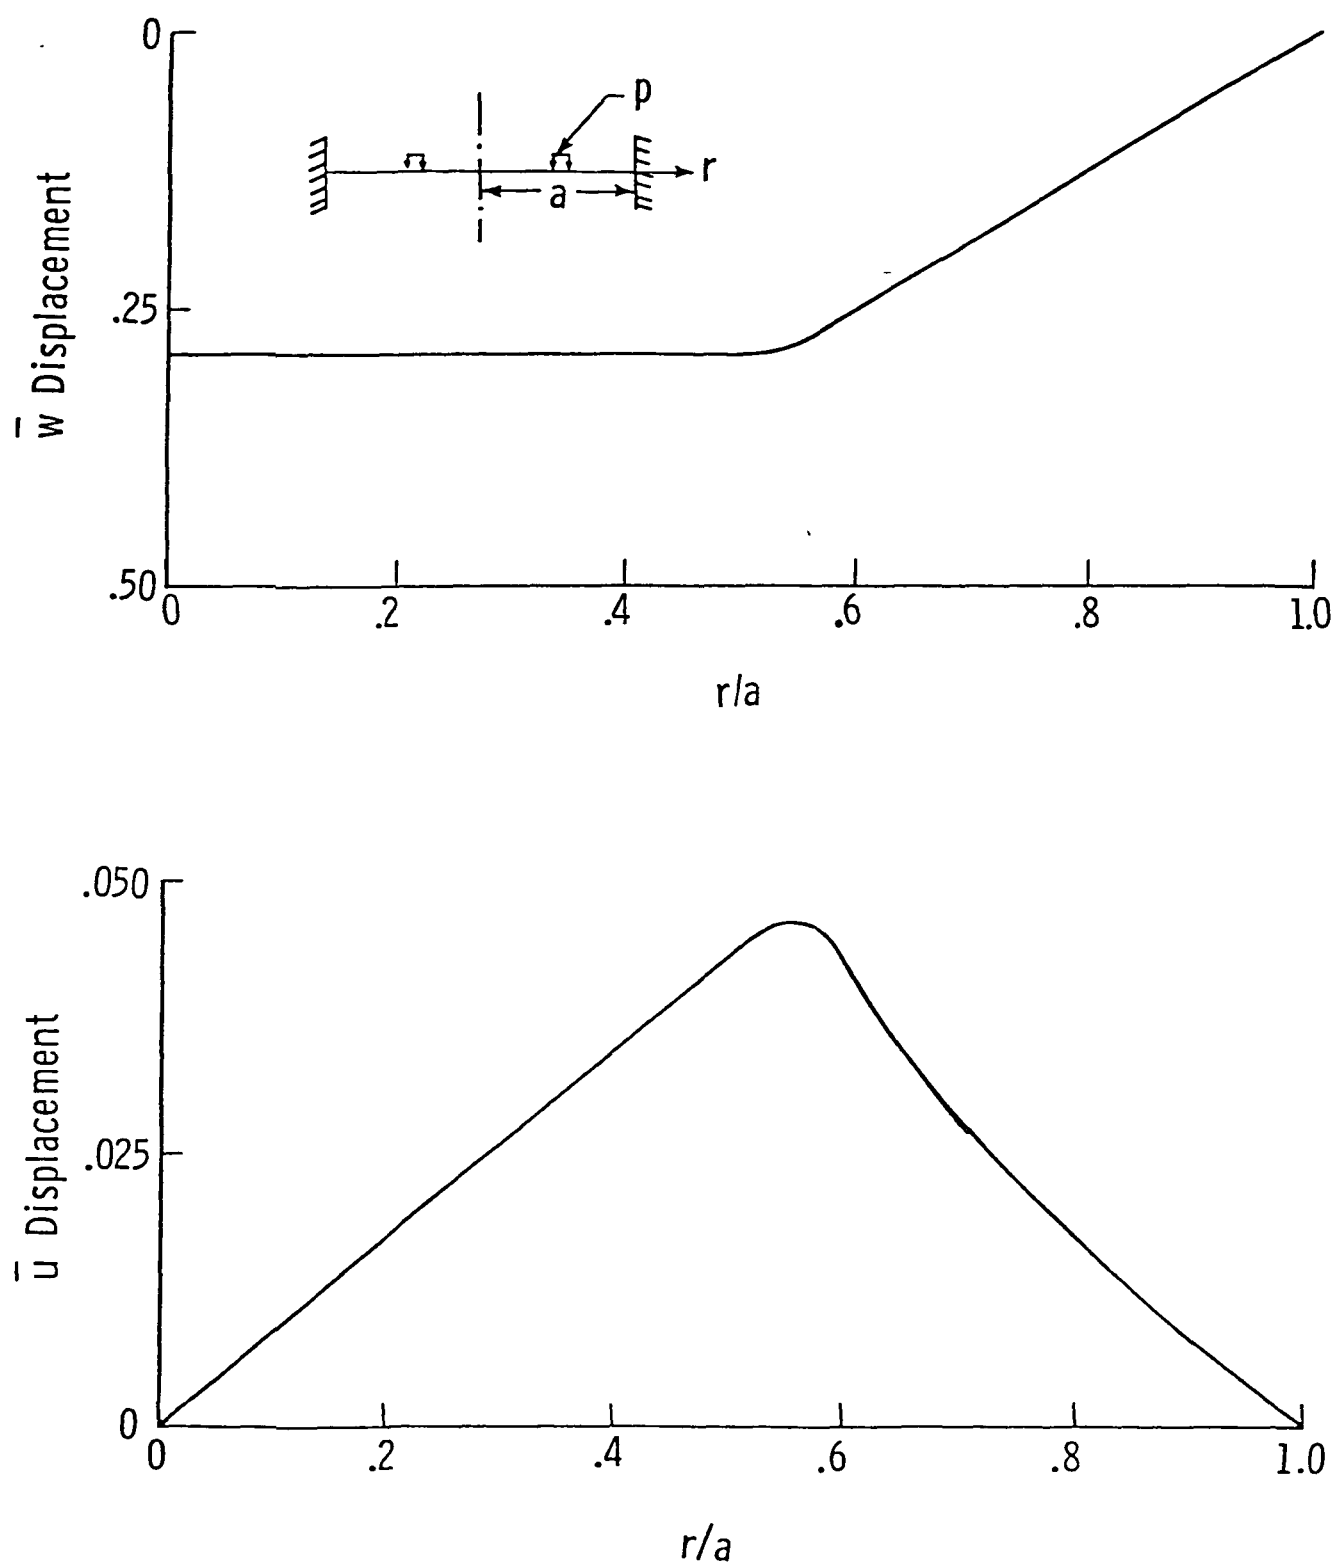 0
.25
.50
w̄ Displacement
p
r
a
0 .2 .4 .6 .8 1.0
r/a
.050
.025
0
ū Displacement
0 .2 .4 .6 .8 1.0
r/a